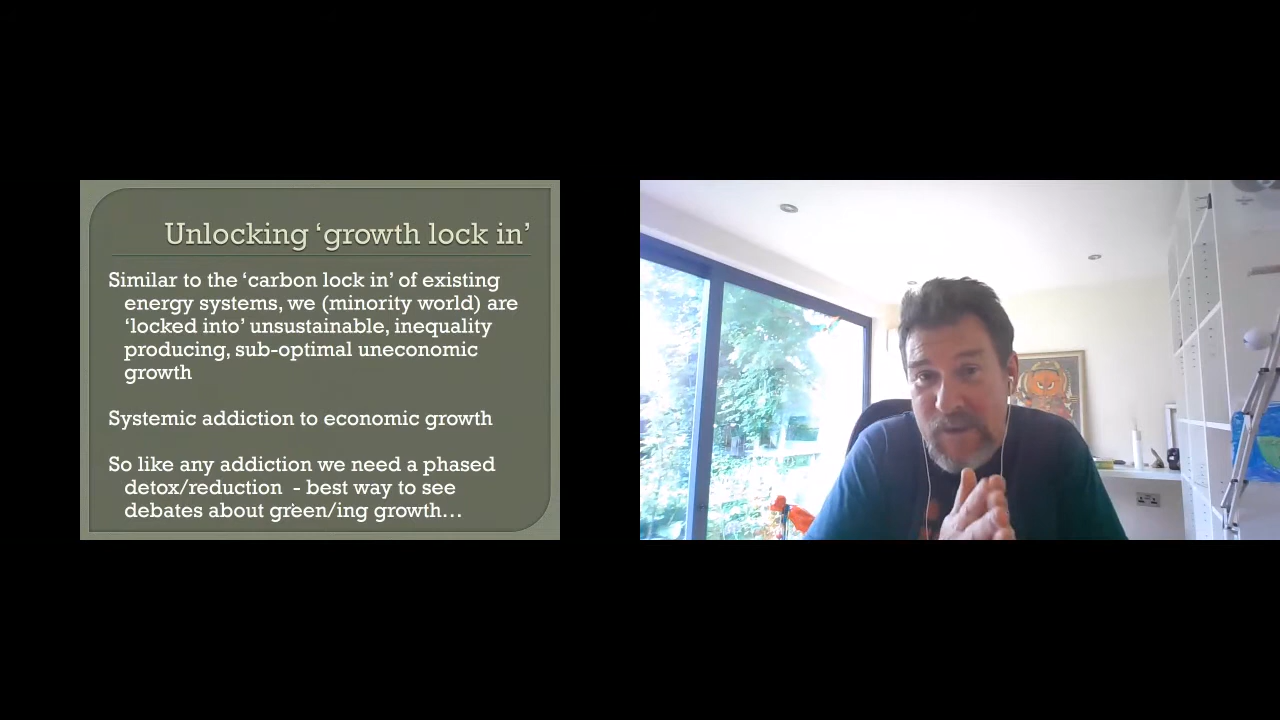 Unlocking ‘growth lock in’
Similar to the ‘carbon lock in’ of existing
energy systems, we (minority world) are
‘locked into’ unsustainable, inequality
producing, sub-optimal uneconomic
growth
Systemic addiction to economic growth
So like any addiction we need a phased
detox/reduction - best way to see
debates about green/ing growth…